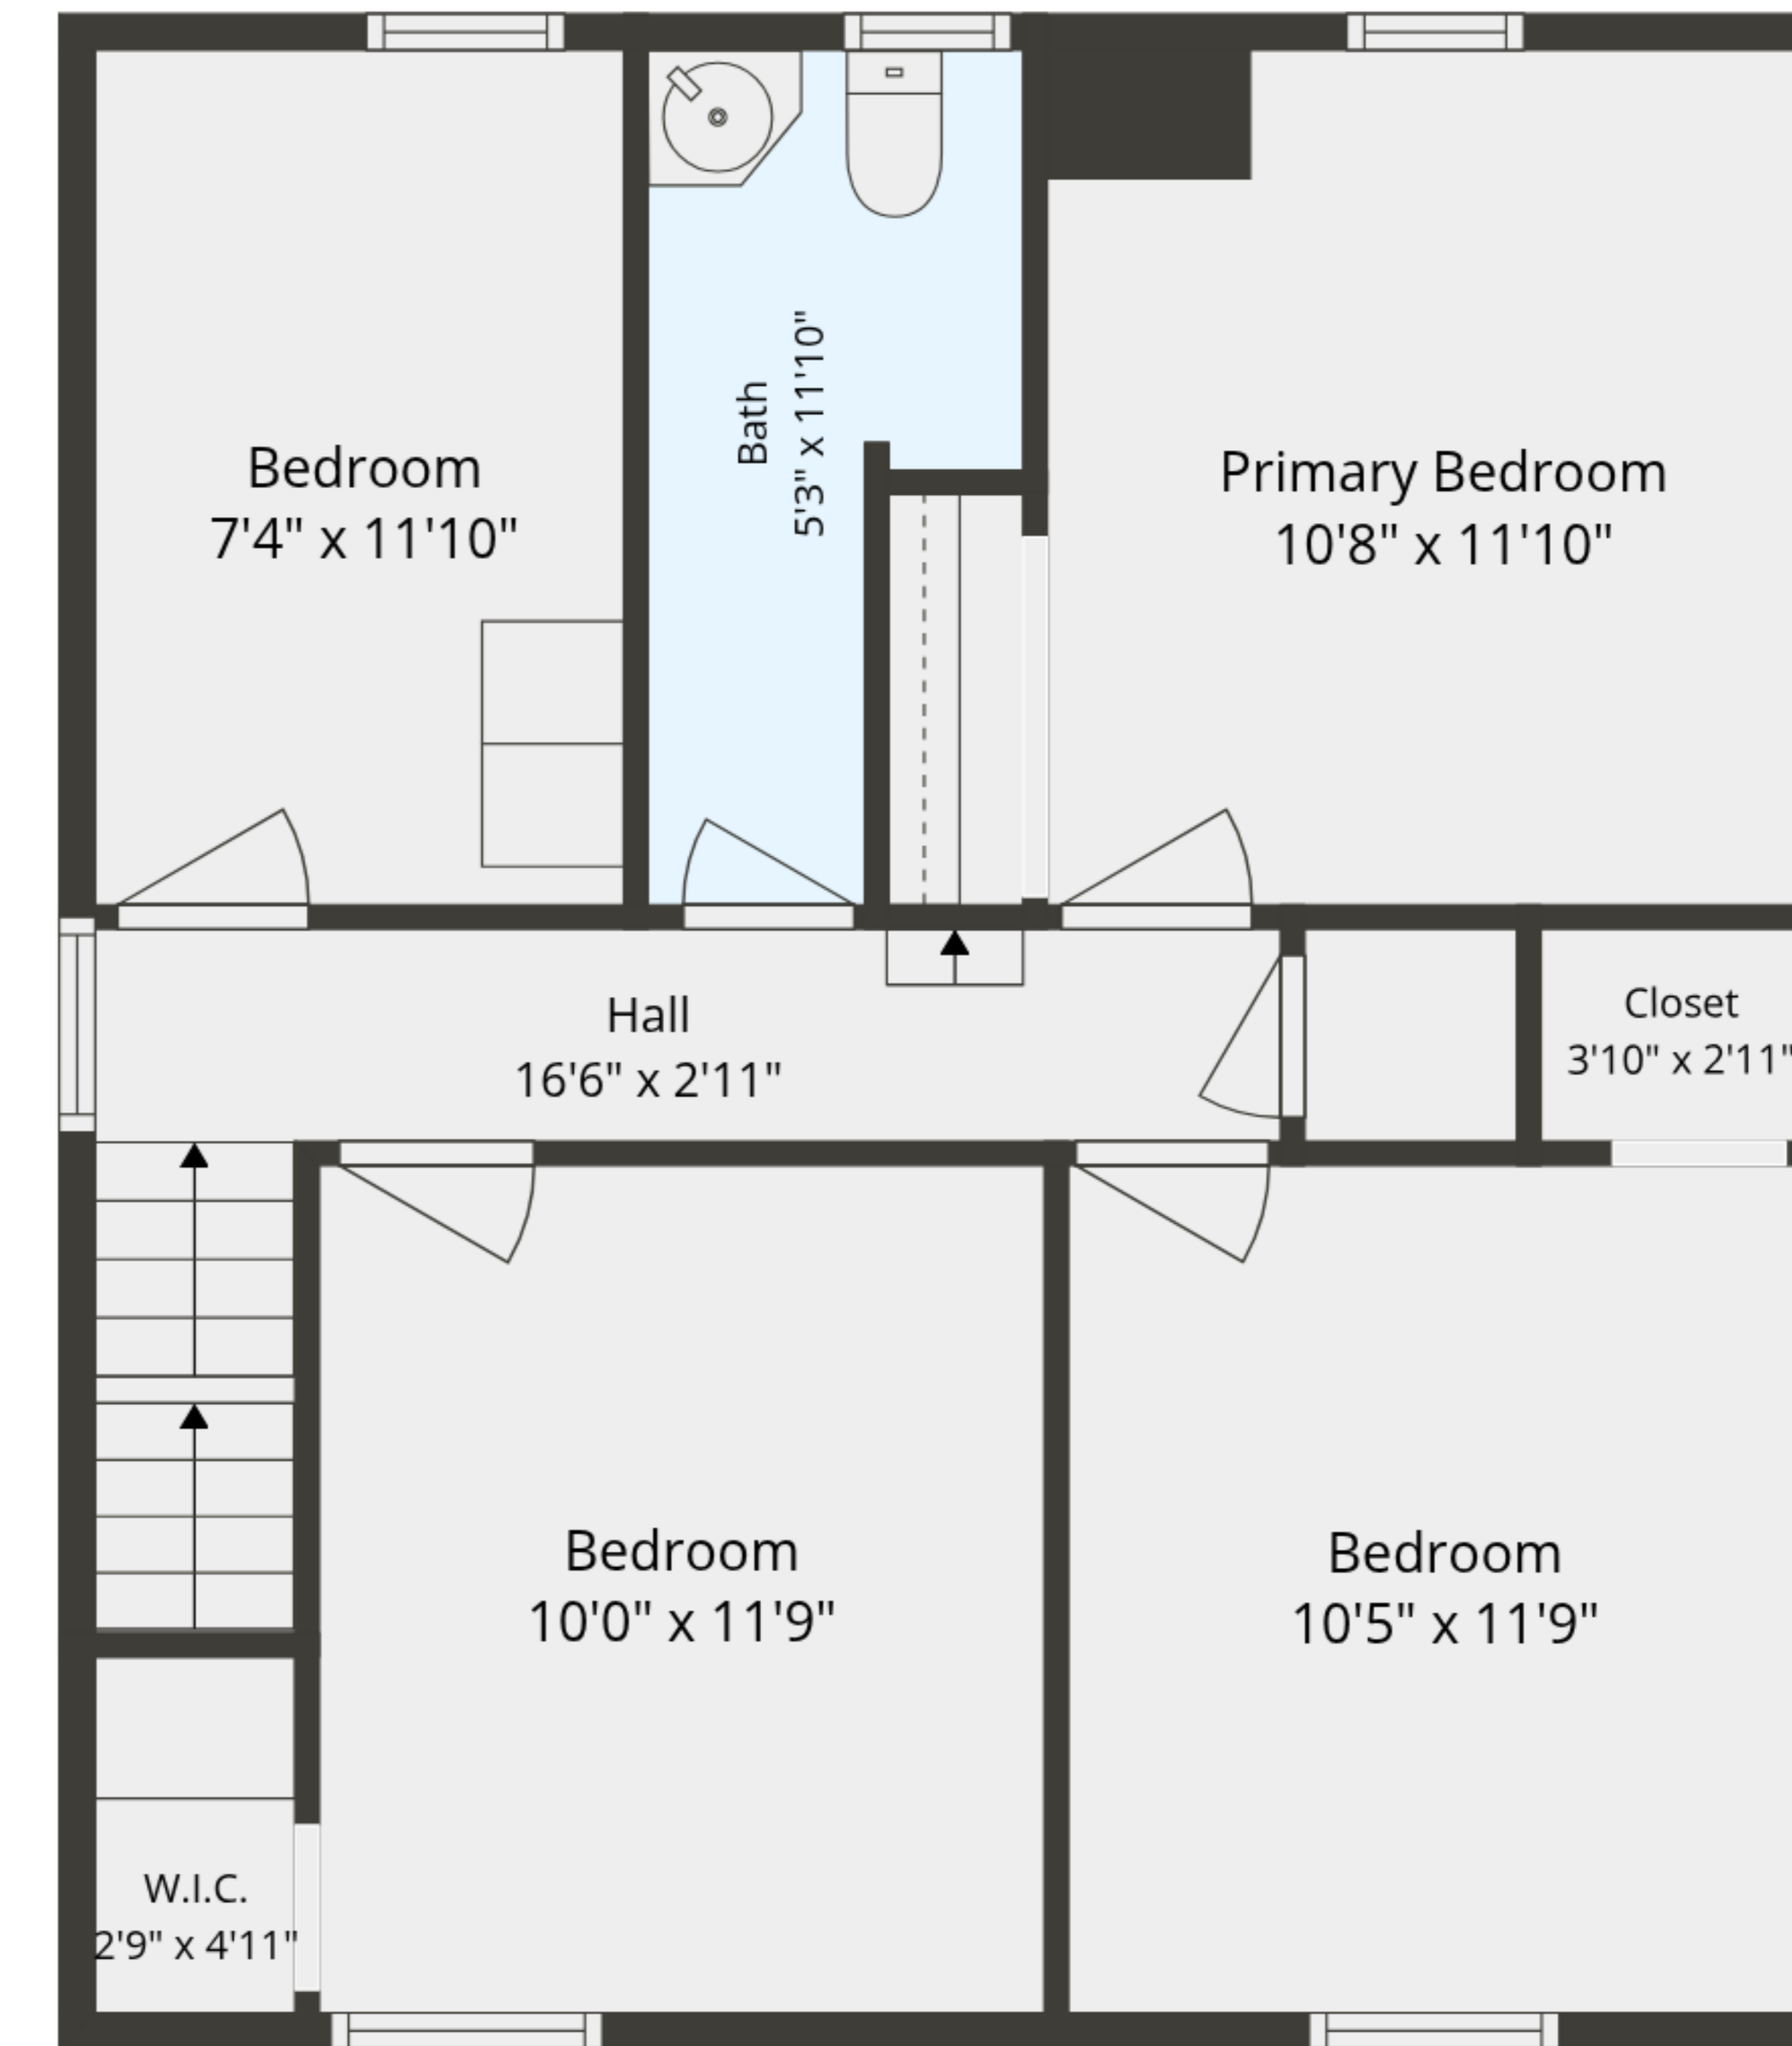 Bedroom
7'4" x 11'10"
Bath
5'3" x 11'10"
Primary Bedroom
10'8" x 11'10"
Hall
16'6" x 2'11"
Closet
3'10" x 2'11"
Bedroom
10'0" x 11'9"
Bedroom
10'5" x 11'9"
W.I.C.
2'9" x 4'11"